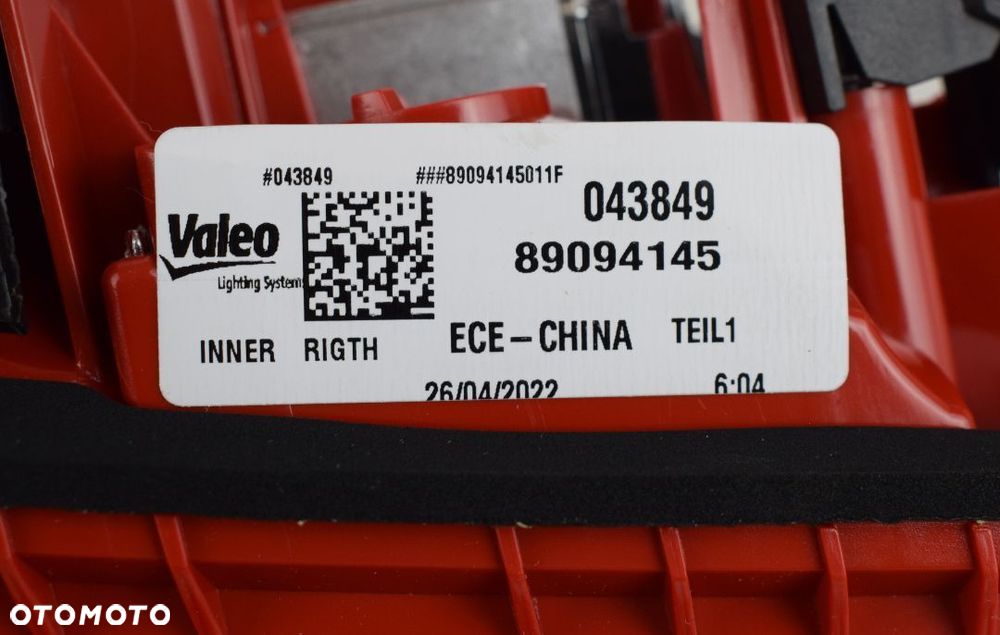 #043849 ###89094145011F
043849
Valeo
89094145
Lighting Systems
INNER RIGTH ECE-CHINA TEIL1
26/04/2022 6:04
OTOMOTO